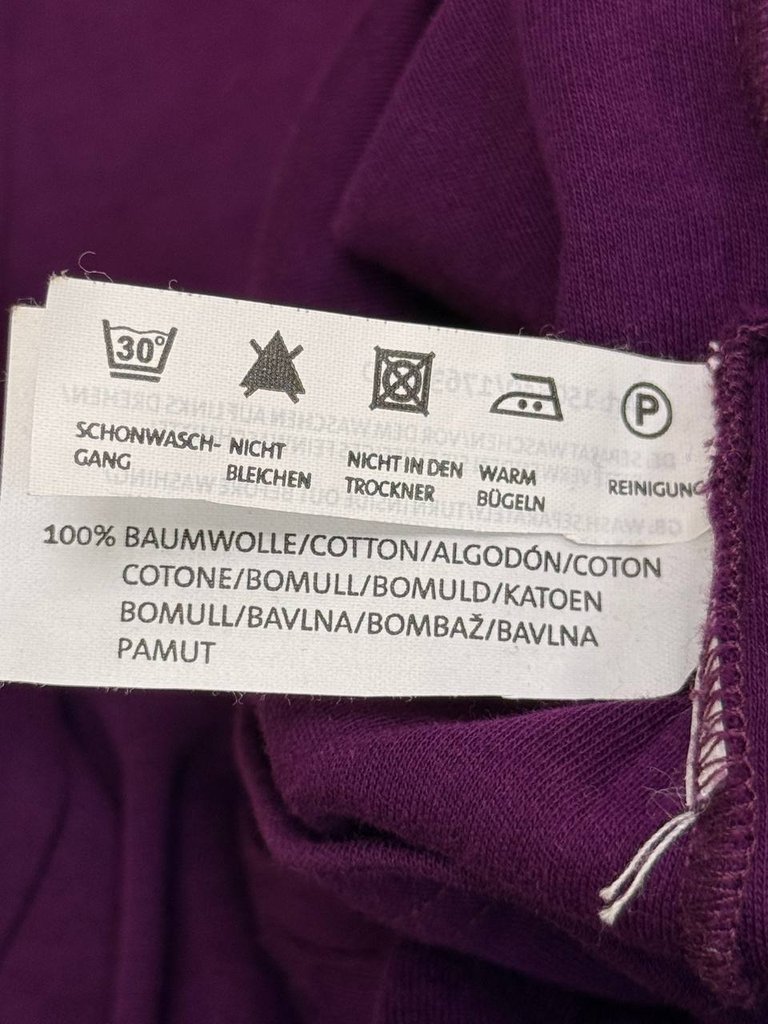 30°
P
SCHONWASCH-
GANG
NICHT
BLEICHEN
NICHT IN DEN
TROCKNER
WARM
BÜGELN
REINIGUNG
100% BAUMWOLLE/COTTON/ALGODÓN/COTON
COTONE/BOMULL/BOMULD/KATOEN
BOMULL/BAVLNA/BOMBAŽ/BAVLNA
PAMUT